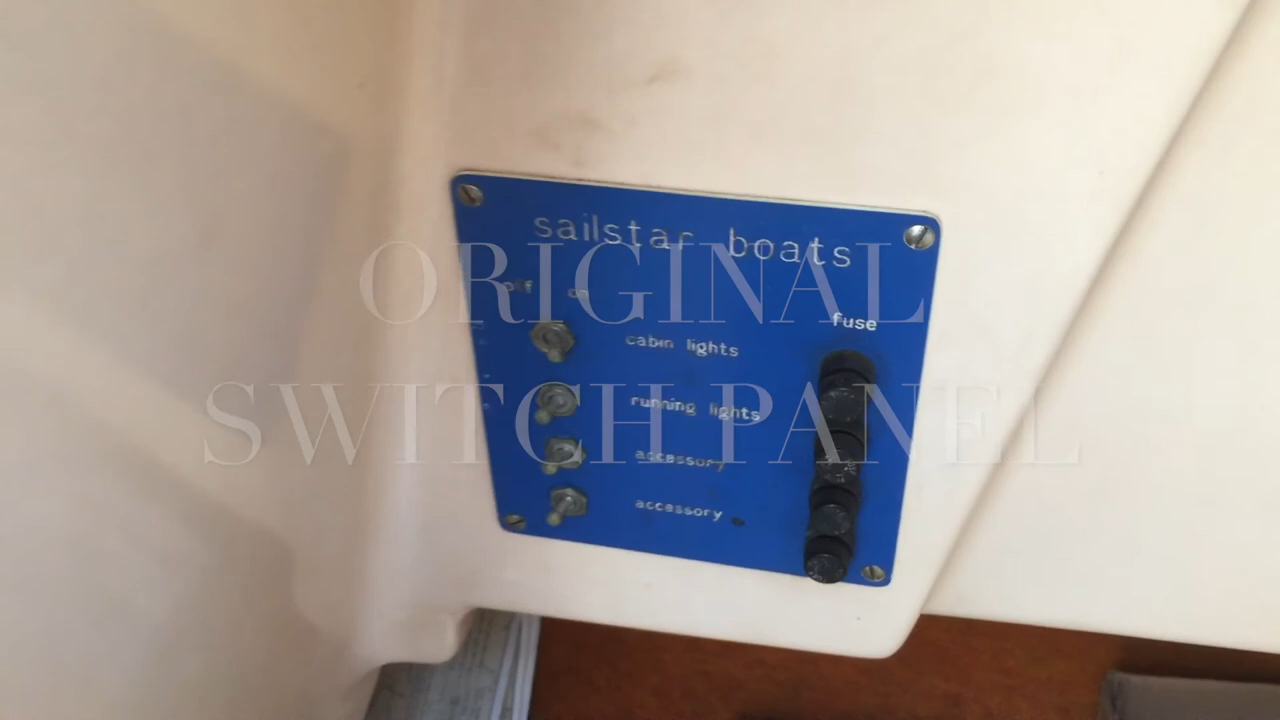 sailstar boats
ORIGINAL
off on
fuse
cabin lights
SWITCH PANEL
running lights
accessory
accessory